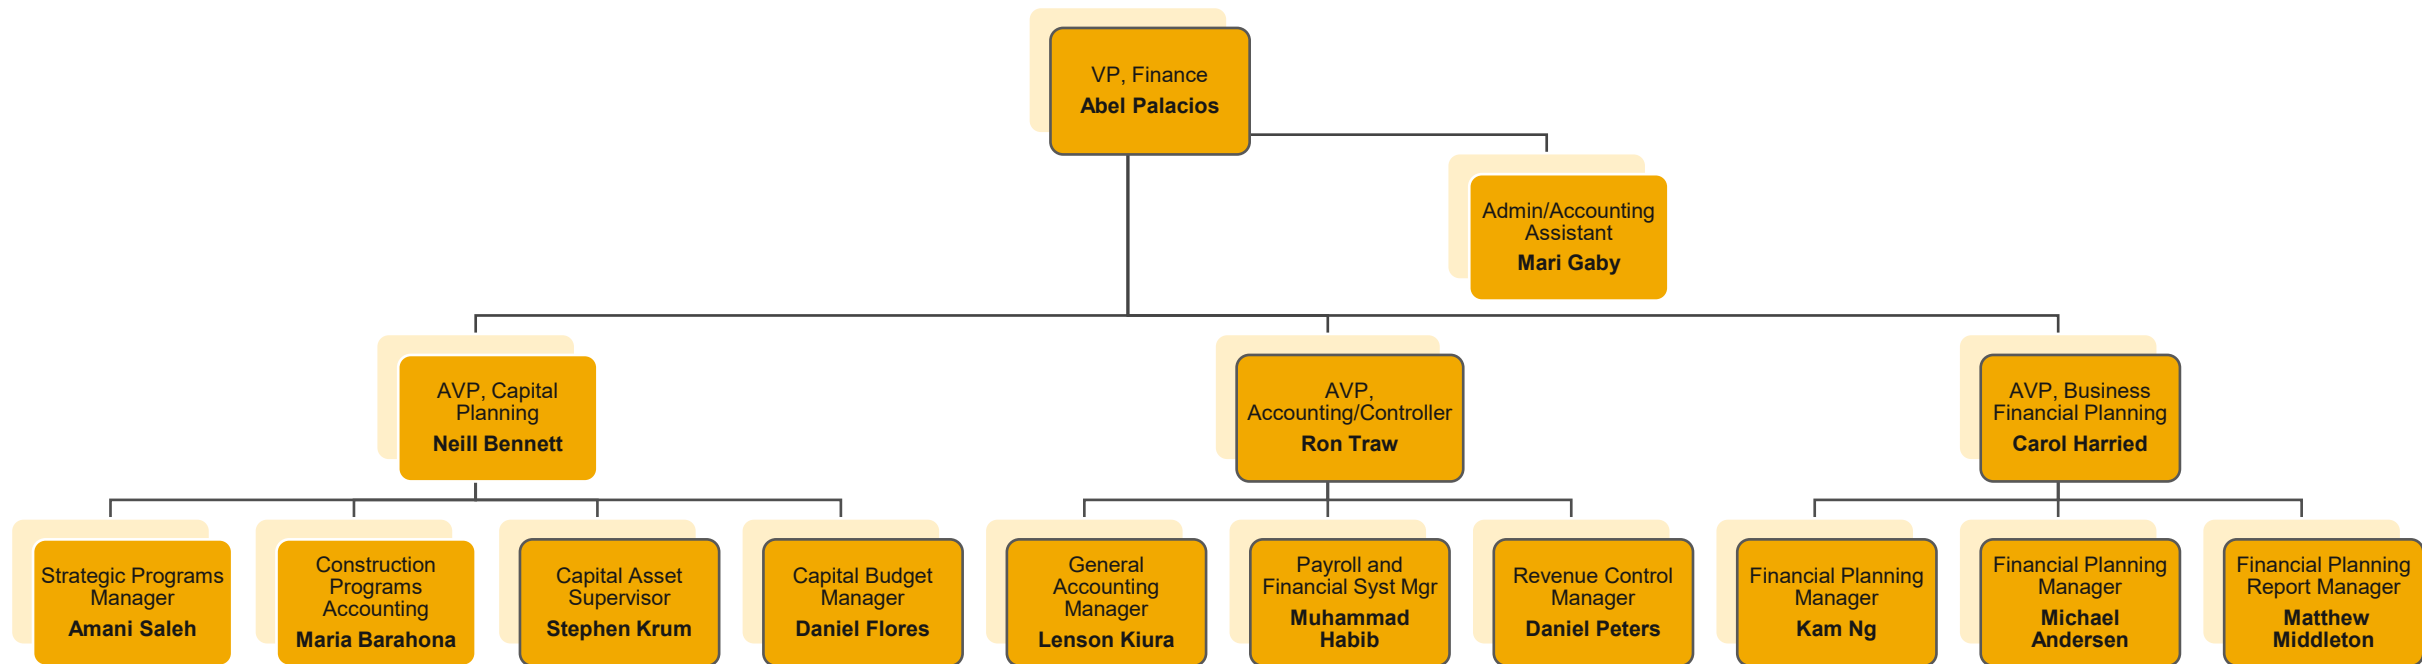 VP, Finance
Abel Palacios
Admin/Accounting
Assistant
Mari Gaby
AVP, Capital
Planning
Neill Bennett
AVP,
Accounting/Controller
Ron Traw
AVP, Business
Financial Planning
Carol Harried
Strategic Programs
Manager
Amani Saleh
Construction
Programs
Accounting
Maria Barahona
Capital Asset
Supervisor
Stephen Krum
Capital Budget
Manager
Daniel Flores
General
Accounting
Manager
Lenson Kiura
Payroll and
Financial Syst Mgr
Muhammad
Habib
Revenue Control
Manager
Daniel Peters
Financial Planning
Manager
Kam Ng
Financial Planning
Manager
Michael
Andersen
Financial Planning
Report Manager
Matthew
Middleton